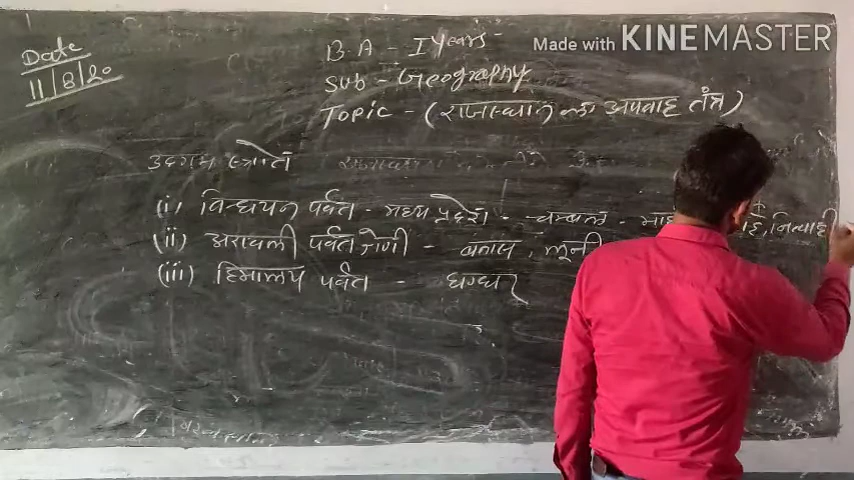 Date
11/8/20
B.A - I Years
Made with KINEMASTER
Sub - Geography
Topic - (राजस्थान का अपवाह तंत्र)
उदगम स्त्रोत
(i) विन्धयन पर्वत - मध्य प्रदेश - चम्बल -
(ii) अरावली पर्वत श्रेणी - बनास, लूनी
(iii) हिमालय पर्वत - घग्घर